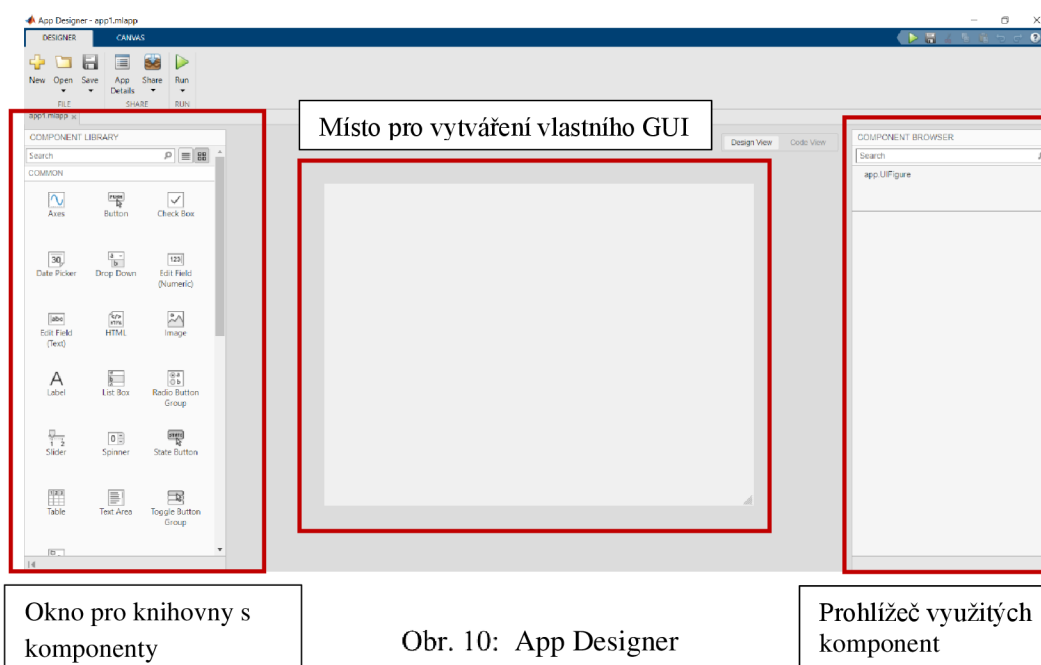 App Designer - app1.mlapp
DESIGNER CANVAS
New Open Save App Details Share Run
FILE SHARE RUN
app1.mlapp
Místo pro vytváření vlastního GUI
COMPONENT LIBRARY
Search
COMMON
Design View Code View
COMPONENT BROWSER
Search
app.UIFigure
Axes Button Check Box
Date Picker Drop Down Edit Field
(Numeric)
Edit Field
(Text)
HTML Image
Label List Box Radio Button
Group
Slider Spinner State Button
Table Text Area Toggle Button
Group
Okno pro knihovny s
komponenty
Obr. 10: App Designer
Prohlížeč využitých
komponent